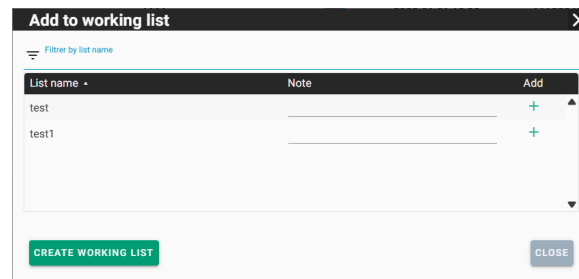 Add to working list
Filtrer by list name
List name Note Add
test
test1
CREATE WORKING LIST CLOSE